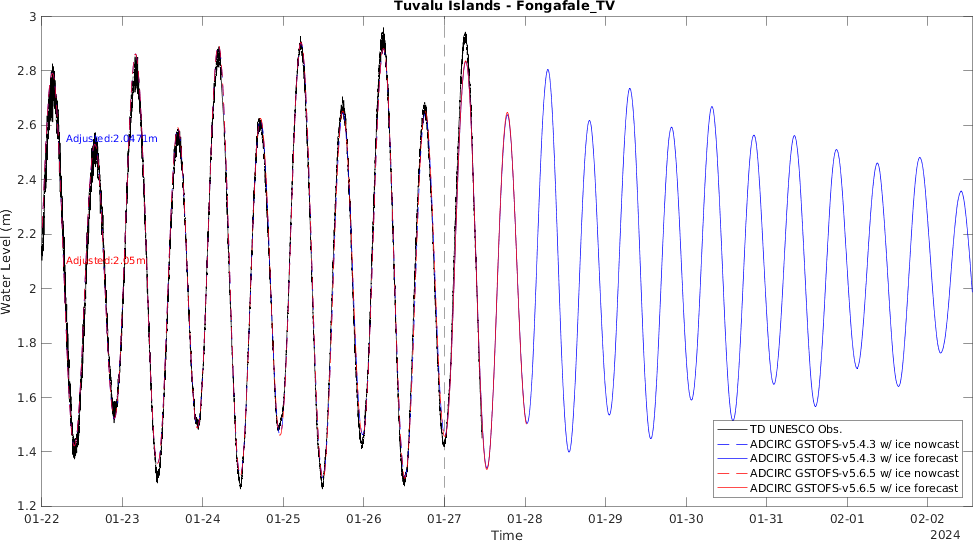 Tuvalu Islands - Fongafale_TV
3
2.8
2.6
2.4
2.2
2
1.8
1.6
1.4
1.2
Water Level (m)
Adjusted:2.0471m
Adjusted:2.05m
TD UNESCO Obs.
ADCIRC GSTOFS-v5.4.3 w/ ice nowcast
ADCIRC GSTOFS-v5.4.3 w/ ice forecast
ADCIRC GSTOFS-v5.6.5 w/ ice nowcast
ADCIRC GSTOFS-v5.6.5 w/ ice forecast
01-22 01-23 01-24 01-25 01-26 01-27 01-28 01-29 01-30 01-31 02-01 02-02
Time
2024